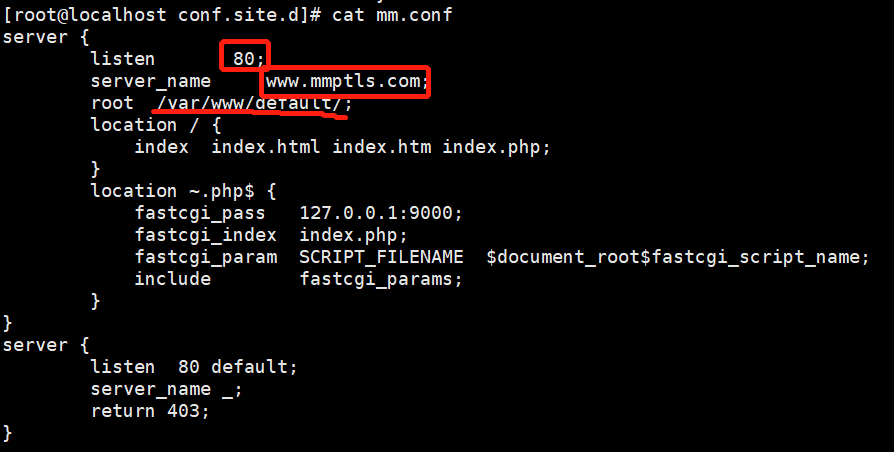 [root@localhost conf.site.d]# cat mm.conf
server {
        listen       80;
        server_name     www.mmptls.com;
        root  /var/www/default/;
        location / {
            index  index.html index.htm index.php;
        }
        location ~.php$ {
            fastcgi_pass   127.0.0.1:9000;
            fastcgi_index  index.php;
            fastcgi_param  SCRIPT_FILENAME  $document_root$fastcgi_script_name;
            include        fastcgi_params;
        }
}
server {
        listen  80 default;
        server_name _;
        return 403;
}